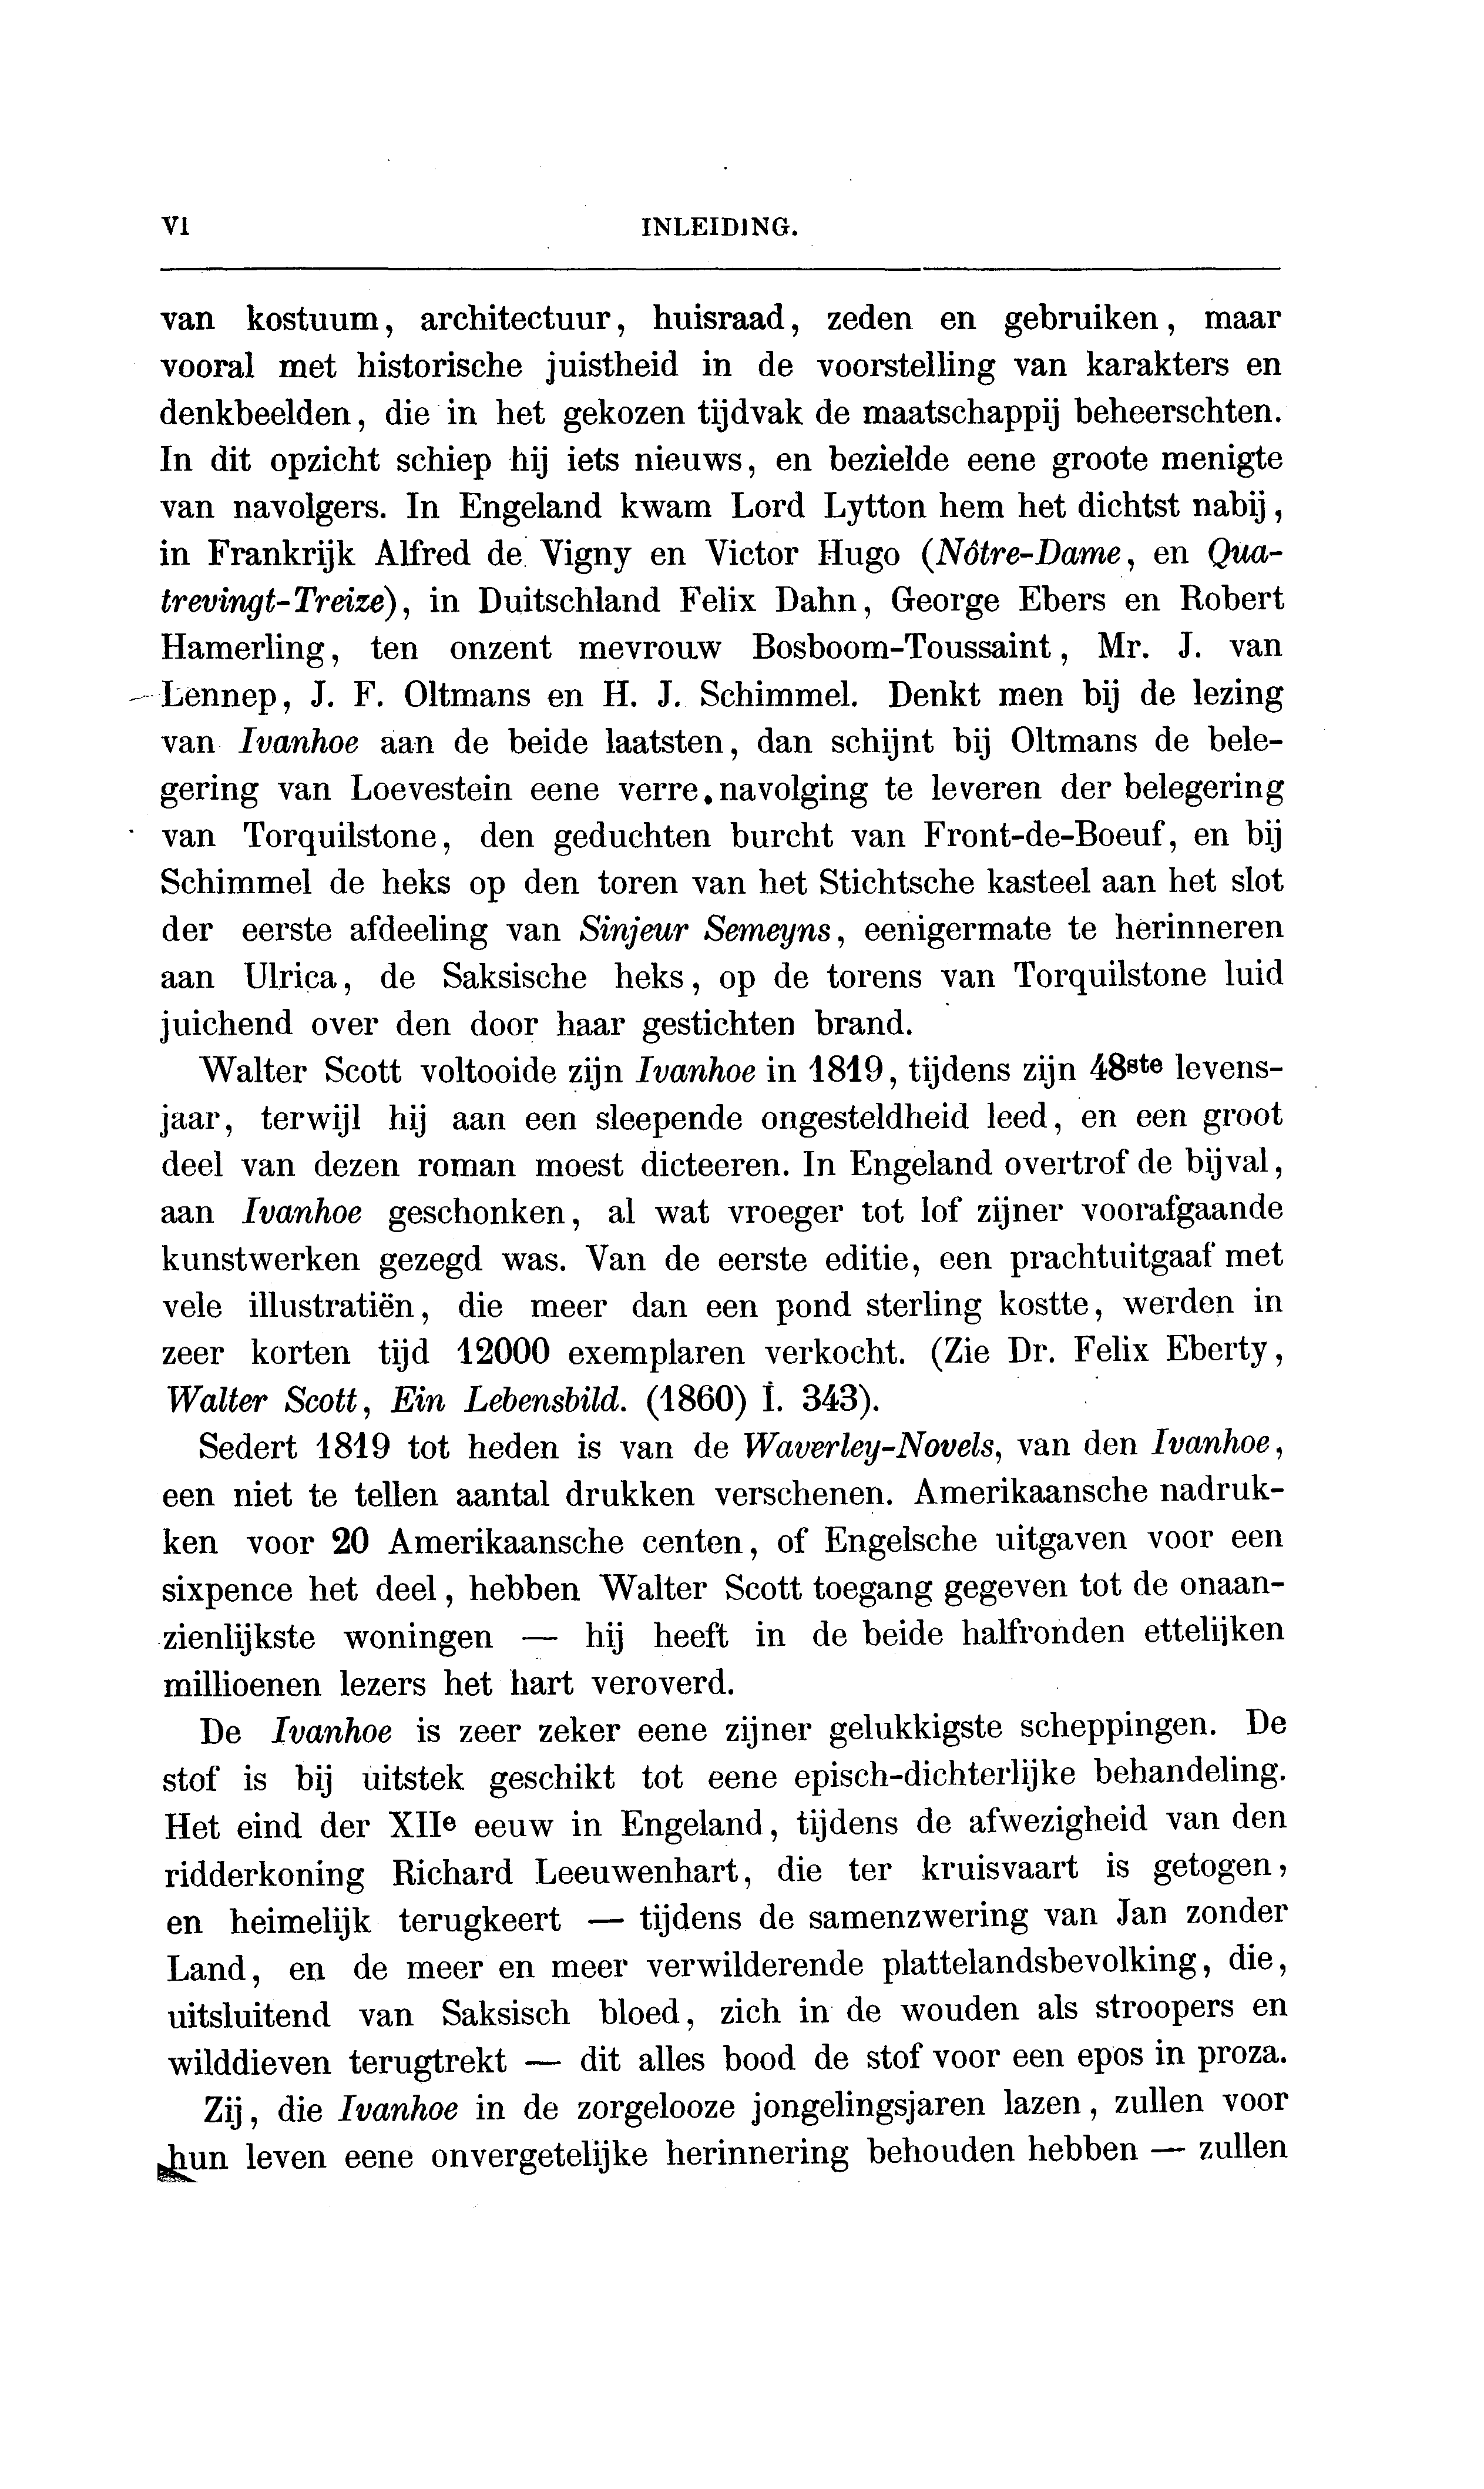 VI INLEIDING.
van kostuum, architectuur, huisraad, zeden en gebruiken, maar
vooral met historische juistheid in de voorstelling van karakters en
denkbeelden, die in het gekozen tijdvak de maatschappij beheerschten.
In dit opzicht schiep hij iets nieuws, en bezielde eene groote menigte
van navolgers. In Engeland kwam Lord Lytton hem het dichtst nabij,
in Frankrijk Alfred de Vigny en Victor Hugo (Nôtre-Dame, en Qua-
trevingt-Treize), in Duitschland Felix Dahn, George Ebers en Robert
Hamerling, ten onzent mevrouw Bosboom-Toussaint, Mr. J. van
Lennep, J. F. Oltmans en H. J. Schimmel. Denkt men bij de lezing
van Ivanhoe aan de beide laatsten, dan schijnt bij Oltmans de bele-
gering van Loevestein eene verre navolging te leveren der belegering
van Torquilstone, den geduchten burcht van Front-de-Boeuf, en bij
Schimmel de heks op den toren van het Stichtsche kasteel aan het slot
der eerste afdeeling van Sinjeur Semeyns, eenigermate te herinneren
aan Ulrica, de Saksische heks, op de torens van Torquilstone luid
juichend over den door haar gestichten brand.
Walter Scott voltooide zijn Ivanhoe in 1819, tijdens zijn 48ste levens-
jaar, terwijl hij aan een sleepende ongesteldheid leed, en een groot
deel van dezen roman moest dicteeren. In Engeland overtrof de bijval,
aan Ivanhoe geschonken, al wat vroeger tot lof zijner voorafgaande
kunstwerken gezegd was. Van de eerste editie, een prachtuitgaaf met
vele illustratiën, die meer dan een pond sterling kostte, werden in
zeer korten tijd 12000 exemplaren verkocht. (Zie Dr. Felix Eberty,
Walter Scott, Ein Lebensbild. (1860) I. 343).
Sedert 1819 tot heden is van de Waverley-Novels, van den Ivanhoe,
een niet te tellen aantal drukken verschenen. Amerikaansche nadruk-
ken voor 20 Amerikaansche centen, of Engelsche uitgaven voor een
sixpence het deel, hebben Walter Scott toegang gegeven tot de onaan-
zienlijkste woningen — hij heeft in de beide halfronden ettelijken
millioenen lezers het hart veroverd.
De Ivanhoe is zeer zeker eene zijner gelukkigste scheppingen. De
stof is bij uitstek geschikt tot eene episch-dichterlijke behandeling.
Het eind der XIIe eeuw in Engeland, tijdens de afwezigheid van den
ridderkoning Richard Leeuwenhart, die ter kruisvaart is getogen,
en heimelijk terugkeert — tijdens de samenzwering van Jan zonder
Land, en de meer en meer verwilderende plattelandsbevolking, die,
uitsluitend van Saksisch bloed, zich in de wouden als stroopers en
wilddieven terugtrekt — dit alles bood de stof voor een epos in proza.
Zij, die Ivanhoe in de zorgelooze jongelingsjaren lazen, zullen voor
hun leven eene onvergetelijke herinnering behouden hebben — zullen